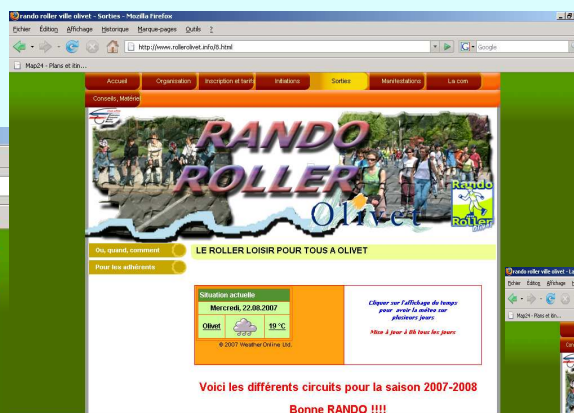 rando roller ville olivet - Sorties - Mozilla Firefox
Fichier Édition Affichage Historique Marque-pages Outils ?
http://www.rollerolivet.info/8.html
Google
Map24 - Plans et itin...
Accueil Organisation Inscription et tarifs Initiations Sorties Manifestations La com
Conseils, Matériel
RANDO
ROLLER
Olivet
Rando
Roller
Ou, quand, comment
LE ROLLER LOISIR POUR TOUS A OLIVET
Pour les adhérents
Situation actuelle
Mercredi, 22.08.2007
Olivet 19 °C
© 2007 Weather Online Ltd.
Cliquer sur l'affichage du temps
pour avoir la météo sur
plusieurs jours
Mise à jour à 8h tous les jours
Voici les différents circuits pour la saison 2007-2008
Bonne RANDO !!!!
rando roller ville olivet - La
Fichier Édition Affichage
Map24 - Plans et itin...